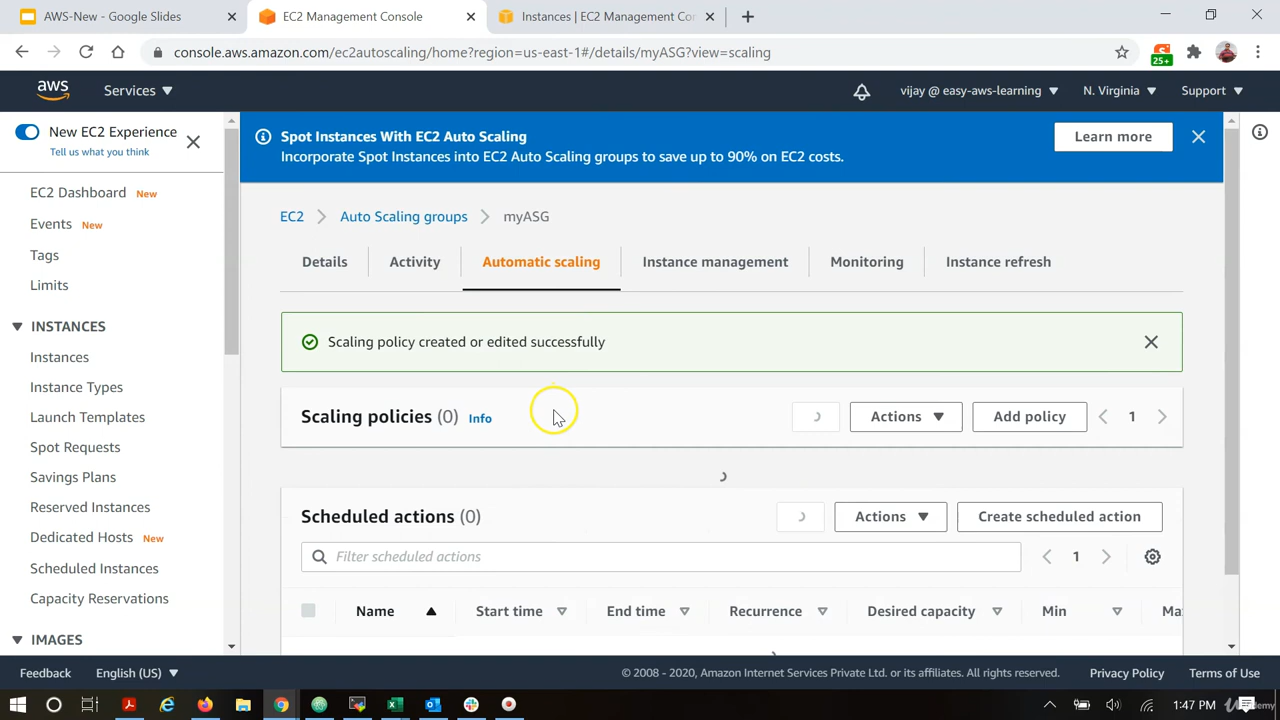 AWS-New - Google Slides
EC2 Management Console
Instances | EC2 Management Con
console.aws.amazon.com/ec2autoscaling/home?region=us-east-1#/details/myASG?view=scaling
25+
aws
Services
vijay @ easy-aws-learning
N. Virginia
Support
New EC2 Experience
Tell us what you think
EC2 Dashboard New
Events New
Tags
Limits
INSTANCES
Instances
Instance Types
Launch Templates
Spot Requests
Savings Plans
Reserved Instances
Dedicated Hosts New
Scheduled Instances
Capacity Reservations
IMAGES
Spot Instances With EC2 Auto Scaling
Incorporate Spot Instances into EC2 Auto Scaling groups to save up to 90% on EC2 costs.
Learn more
EC2 Auto Scaling groups myASG
Details Activity Automatic scaling Instance management Monitoring Instance refresh
Scaling policy created or edited successfully
Scaling policies (0) Info
Actions Add policy 1
Scheduled actions (0)
Actions Create scheduled action
Filter scheduled actions
1
Name Start time End time Recurrence Desired capacity Min Max
Feedback English (US) © 2008 - 2020, Amazon Internet Services Private Ltd. or its affiliates. All rights reserved. Privacy Policy Terms of Use
1:47 PM